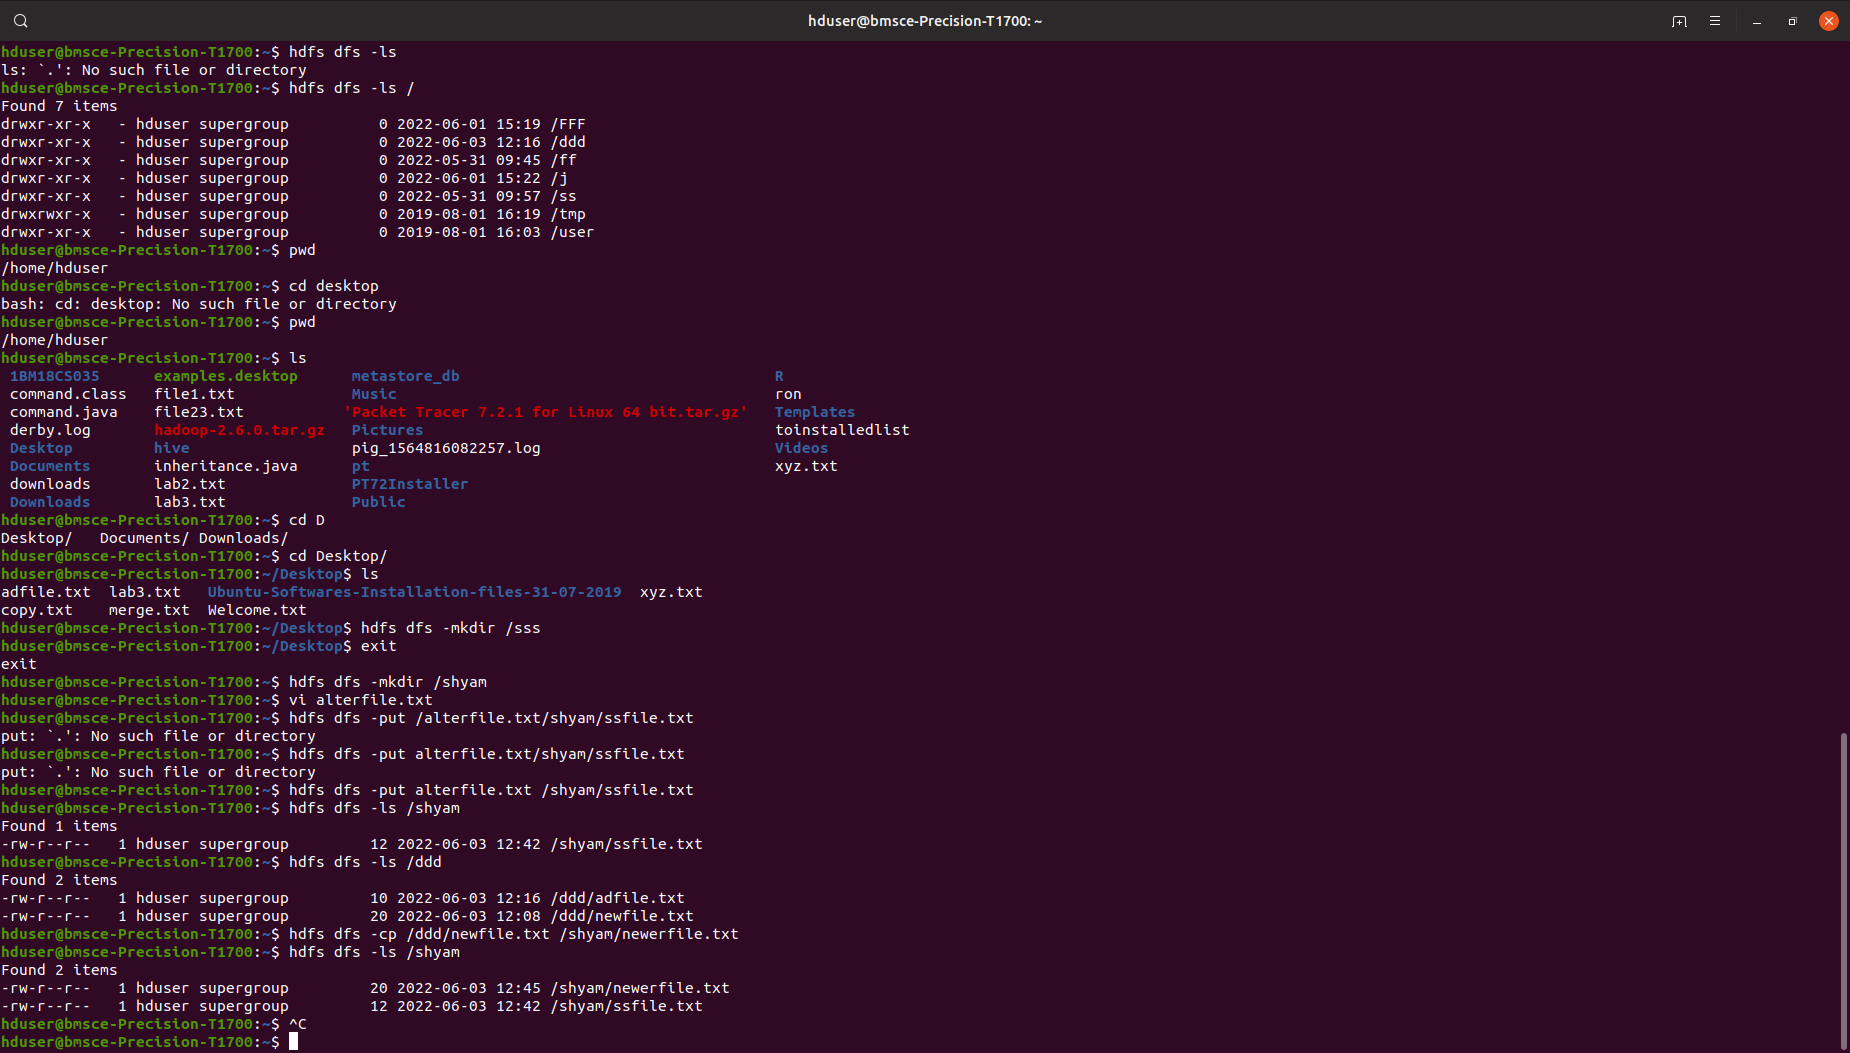 hduser@bmsce-Precision-T1700: ~
hduser@bmsce-Precision-T1700:~$ hdfs dfs -ls
ls: `.': No such file or directory
hduser@bmsce-Precision-T1700:~$ hdfs dfs -ls /
Found 7 items
drwxr-xr-x   - hduser supergroup          0 2022-06-01 15:19 /FFF
drwxr-xr-x   - hduser supergroup          0 2022-06-03 12:16 /ddd
drwxr-xr-x   - hduser supergroup          0 2022-05-31 09:45 /ff
drwxr-xr-x   - hduser supergroup          0 2022-06-01 15:22 /j
drwxr-xr-x   - hduser supergroup          0 2022-05-31 09:57 /ss
drwxrwxr-x   - hduser supergroup          0 2019-08-01 16:19 /tmp
drwxr-xr-x   - hduser supergroup          0 2019-08-01 16:03 /user
hduser@bmsce-Precision-T1700:~$ pwd
/home/hduser
hduser@bmsce-Precision-T1700:~$ cd desktop
bash: cd: desktop: No such file or directory
hduser@bmsce-Precision-T1700:~$ pwd
/home/hduser
hduser@bmsce-Precision-T1700:~$ ls
 1BM18CS035      examples.desktop      metastore_db                                   R
 command.class   file1.txt             Music                                          ron
 command.java    file23.txt           'Packet Tracer 7.2.1 for Linux 64 bit.tar.gz'   Templates
 derby.log       hadoop-2.6.0.tar.gz   Pictures                                       toinstalledlist
 Desktop         hive                  pig_1564816082257.log                          Videos
 Documents       inheritance.java      pt                                             xyz.txt
 downloads       lab2.txt              PT72Installer
 Downloads       lab3.txt              Public
hduser@bmsce-Precision-T1700:~$ cd D
Desktop/   Documents/ Downloads/
hduser@bmsce-Precision-T1700:~$ cd Desktop/
hduser@bmsce-Precision-T1700:~/Desktop$ ls
adfile.txt  lab3.txt   Ubuntu-Softwares-Installation-files-31-07-2019  xyz.txt
copy.txt    merge.txt  Welcome.txt
hduser@bmsce-Precision-T1700:~/Desktop$ hdfs dfs -mkdir /sss
hduser@bmsce-Precision-T1700:~/Desktop$ exit
exit
hduser@bmsce-Precision-T1700:~$ hdfs dfs -mkdir /shyam
hduser@bmsce-Precision-T1700:~$ vi alterfile.txt
hduser@bmsce-Precision-T1700:~$ hdfs dfs -put /alterfile.txt/shyam/ssfile.txt
put: `.': No such file or directory
hduser@bmsce-Precision-T1700:~$ hdfs dfs -put alterfile.txt/shyam/ssfile.txt
put: `.': No such file or directory
hduser@bmsce-Precision-T1700:~$ hdfs dfs -put alterfile.txt /shyam/ssfile.txt
hduser@bmsce-Precision-T1700:~$ hdfs dfs -ls /shyam
Found 1 items
-rw-r--r--   1 hduser supergroup         12 2022-06-03 12:42 /shyam/ssfile.txt
hduser@bmsce-Precision-T1700:~$ hdfs dfs -ls /ddd
Found 2 items
-rw-r--r--   1 hduser supergroup         10 2022-06-03 12:16 /ddd/adfile.txt
-rw-r--r--   1 hduser supergroup         20 2022-06-03 12:08 /ddd/newfile.txt
hduser@bmsce-Precision-T1700:~$ hdfs dfs -cp /ddd/newfile.txt /shyam/newerfile.txt
hduser@bmsce-Precision-T1700:~$ hdfs dfs -ls /shyam
Found 2 items
-rw-r--r--   1 hduser supergroup         20 2022-06-03 12:45 /shyam/newerfile.txt
-rw-r--r--   1 hduser supergroup         12 2022-06-03 12:42 /shyam/ssfile.txt
hduser@bmsce-Precision-T1700:~$ ^C
hduser@bmsce-Precision-T1700:~$